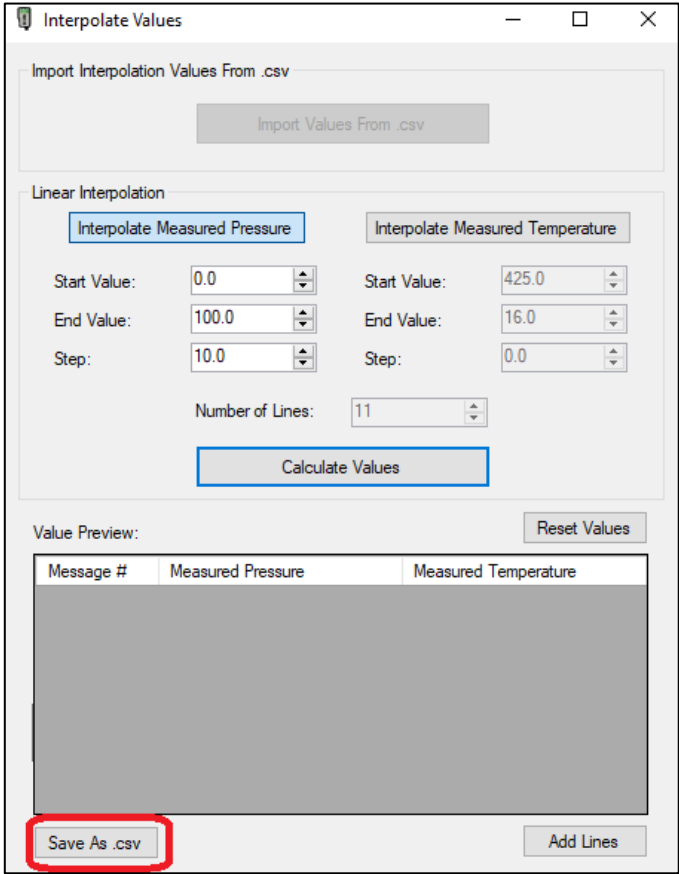 Interpolate Values
Import Interpolation Values From .csv
Import Values From .csv
Linear Interpolation
Interpolate Measured Pressure Interpolate Measured Temperature
Start Value: 0.0 Start Value: 425.0
End Value: 100.0 End Value: 16.0
Step: 10.0 Step: 0.0
Number of Lines: 11
Calculate Values
Value Preview: Reset Values
Message # Measured Pressure Measured Temperature
Save As .csv Add Lines